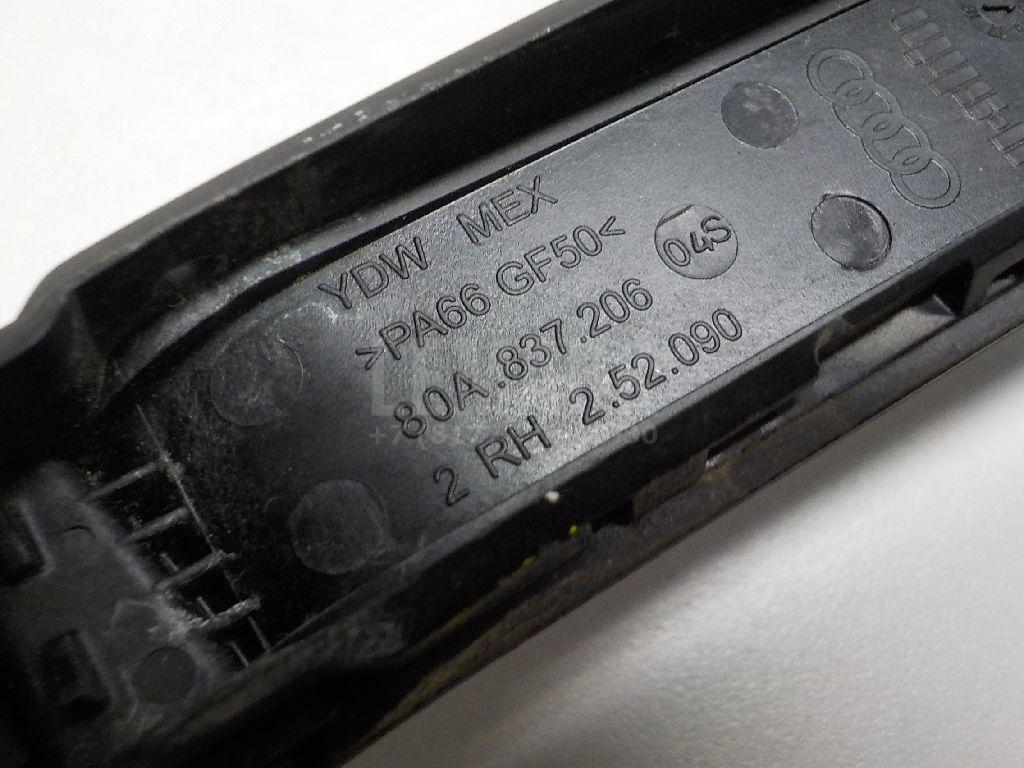 YDW MEX
>PA66 GF50<
80A.837.206 04S
2 RH 2.52.090